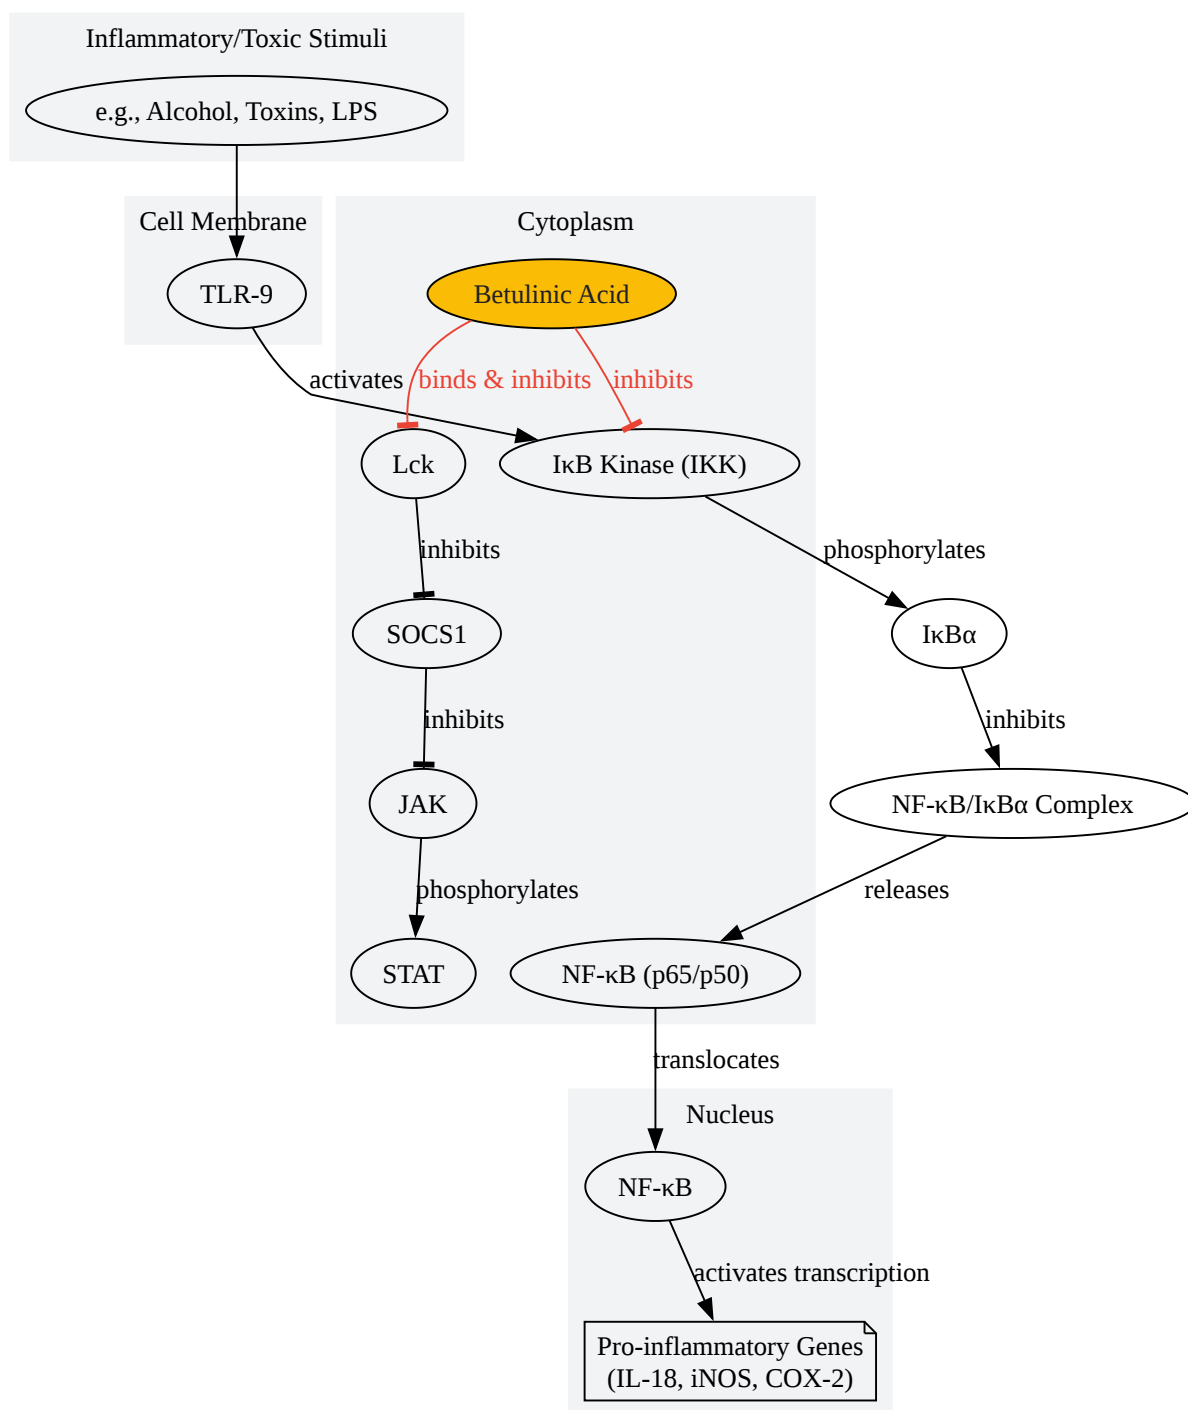 Inflammatory/Toxic Stimuli
e.g., Alcohol, Toxins, LPS
Cell Membrane
Cytoplasm
TLR-9
Betulinic Acid
activates
binds & inhibits
inhibits
Lck
IκB Kinase (IKK)
inhibits
phosphorylates
SOCS1
IκBα
inhibits
inhibits
JAK
NF-κB/IκBα Complex
phosphorylates
releases
STAT
NF-κB (p65/p50)
translocates
Nucleus
NF-κB
activates transcription
Pro-inflammatory Genes
(IL-18, iNOS, COX-2)